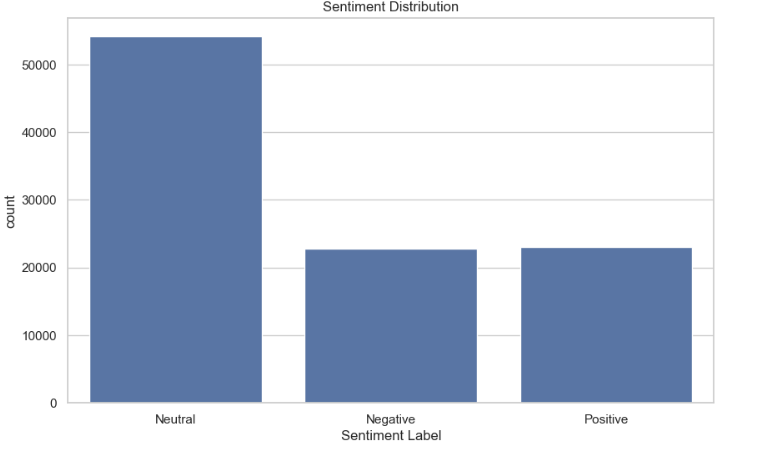 Sentiment Distribution
50000
40000
30000
20000
10000
0
count
Neutral Negative Positive
Sentiment Label